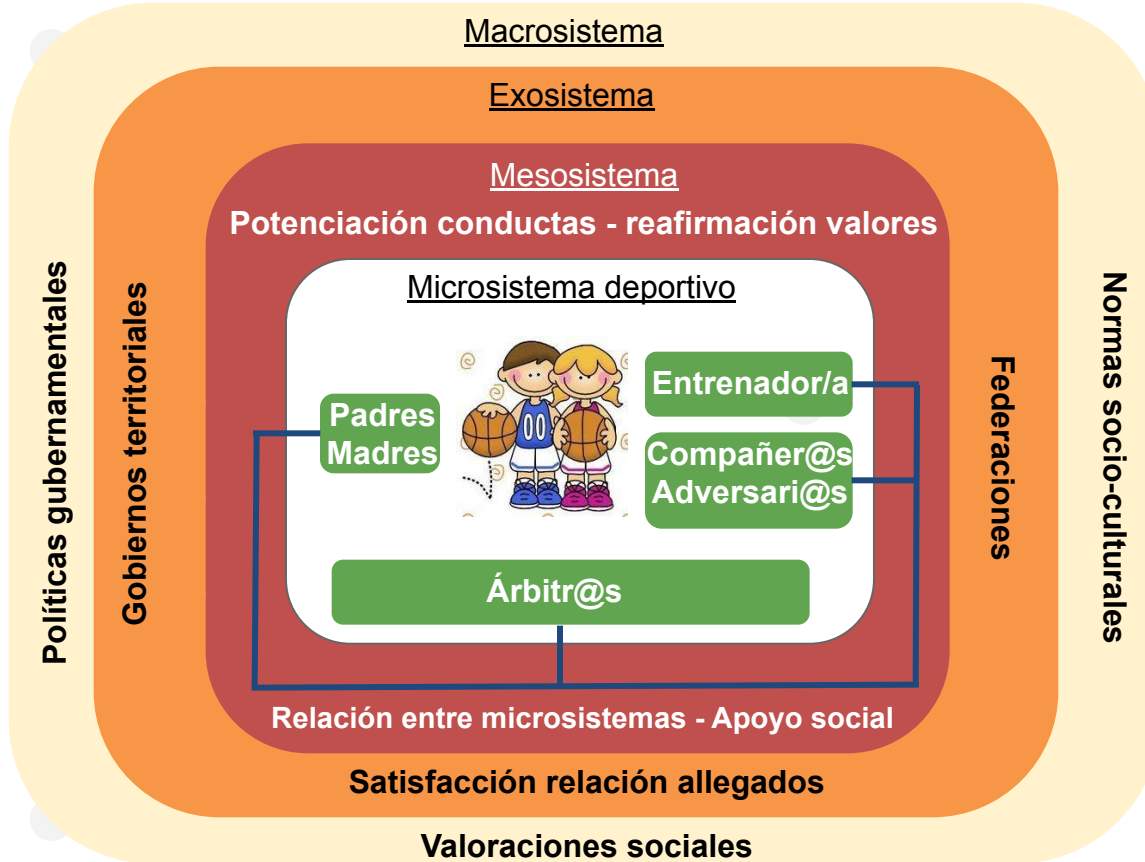 Macrosistema
Exosistema
Mesosistema
Potenciación conductas - reafirmación valores
Microsistema deportivo
Políticas gubernamentales
Gobiernos territoriales
Padres
Madres
00
Entrenador/a
Compañer@s
Adversari@s
Árbitr@s
Federaciones
Normas socio-culturales
Relación entre microsistemas - Apoyo social
Satisfacción relación allegados
Valoraciones sociales